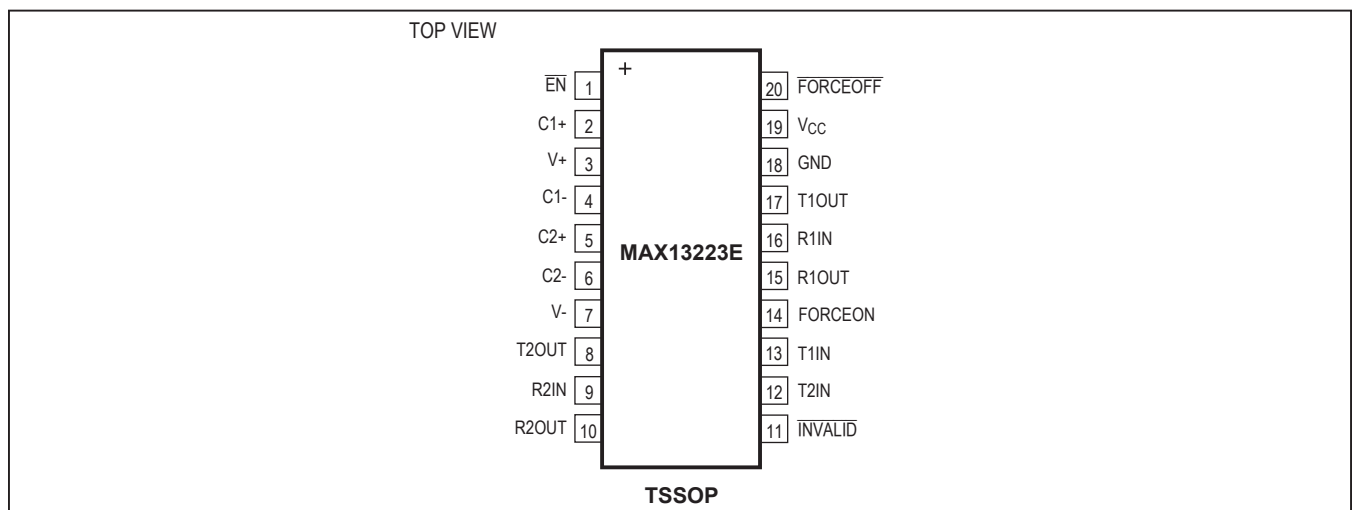 TOP VIEW
+
EN 1
C1+ 2
V+ 3
C1- 4
C2+ 5
C2- 6
V- 7
T2OUT 8
R2IN 9
R2OUT 10
MAX13223E
20 FORCEOFF
19 VCC
18 GND
17 T1OUT
16 R1IN
15 R1OUT
14 FORCEON
13 T1IN
12 T2IN
11 INVALID
TSSOP